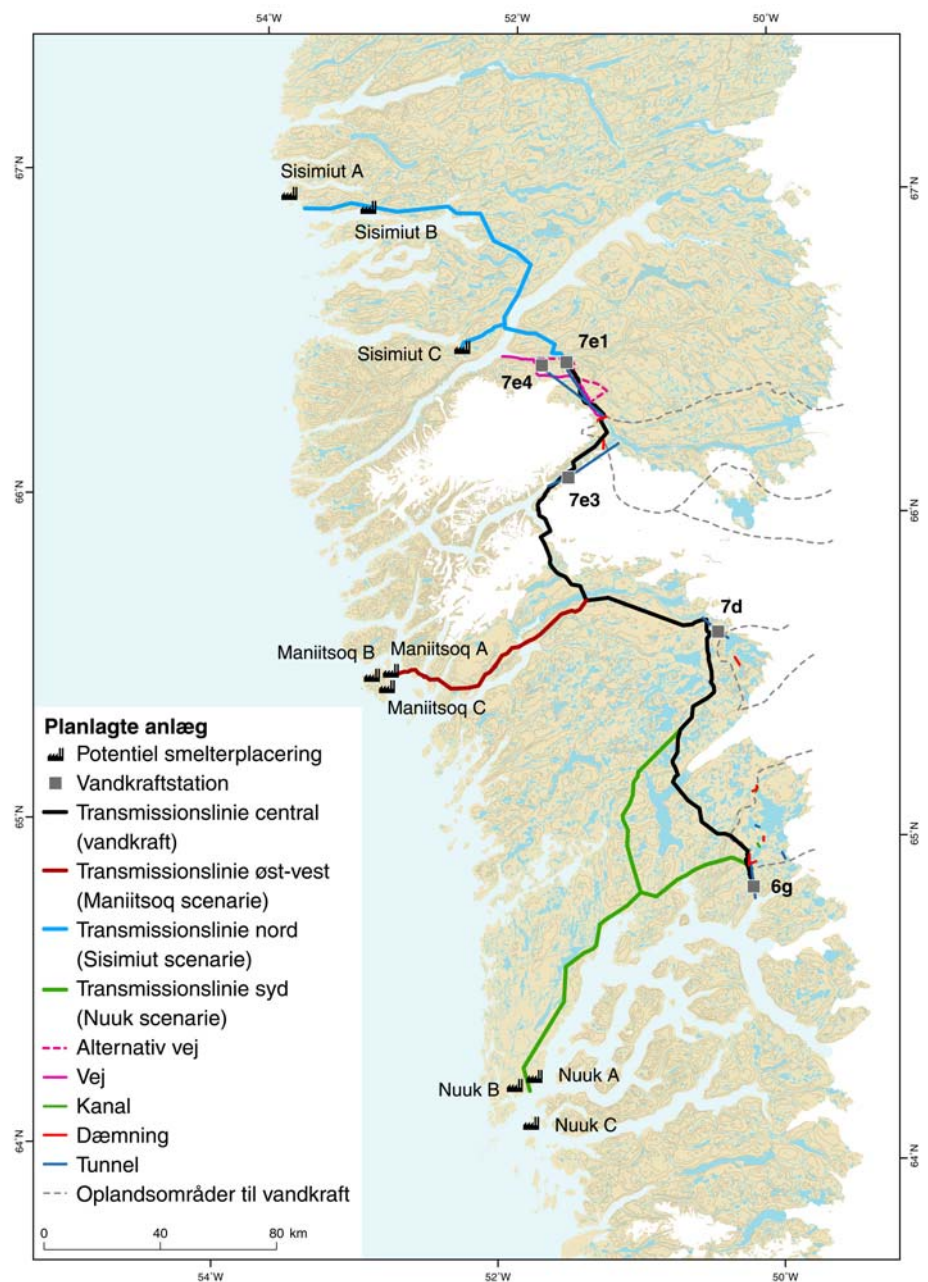 54°W
52°W
50°W
67°N
67°N
Sisimiut A
Sisimiut B
Sisimiut C
7e1
7e4
66°N
66°N
7e3
7d
Maniitsoq B
Maniitsoq A
Maniitsoq C
Planlagte anlæg
Potentiel smelterplacering
Vandkraftstation
Transmissionslinie central
(vandkraft)
Transmissionslinie øst-vest
(Maniitsoq scenarie)
Transmissionslinie nord
(Sisimiut scenarie)
Transmissionslinie syd
(Nuuk scenarie)
Alternativ vej
Vej
Kanal
Dæmning
Tunnel
Oplandsområder til vandkraft
0 40 80 km
65°N
65°N
6g
Nuuk B
Nuuk A
Nuuk C
64°N
64°N
54°W
52°W
50°W